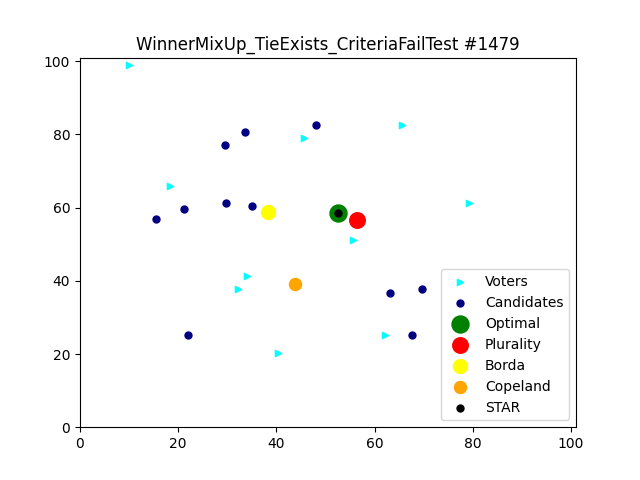 WinnerMixUp_TieExists_CriteriaFailTest #1479
100
80
60
40
20
0
0 20 40 60 80 100
Voters
Candidates
Optimal
Plurality
Borda
Copeland
STAR